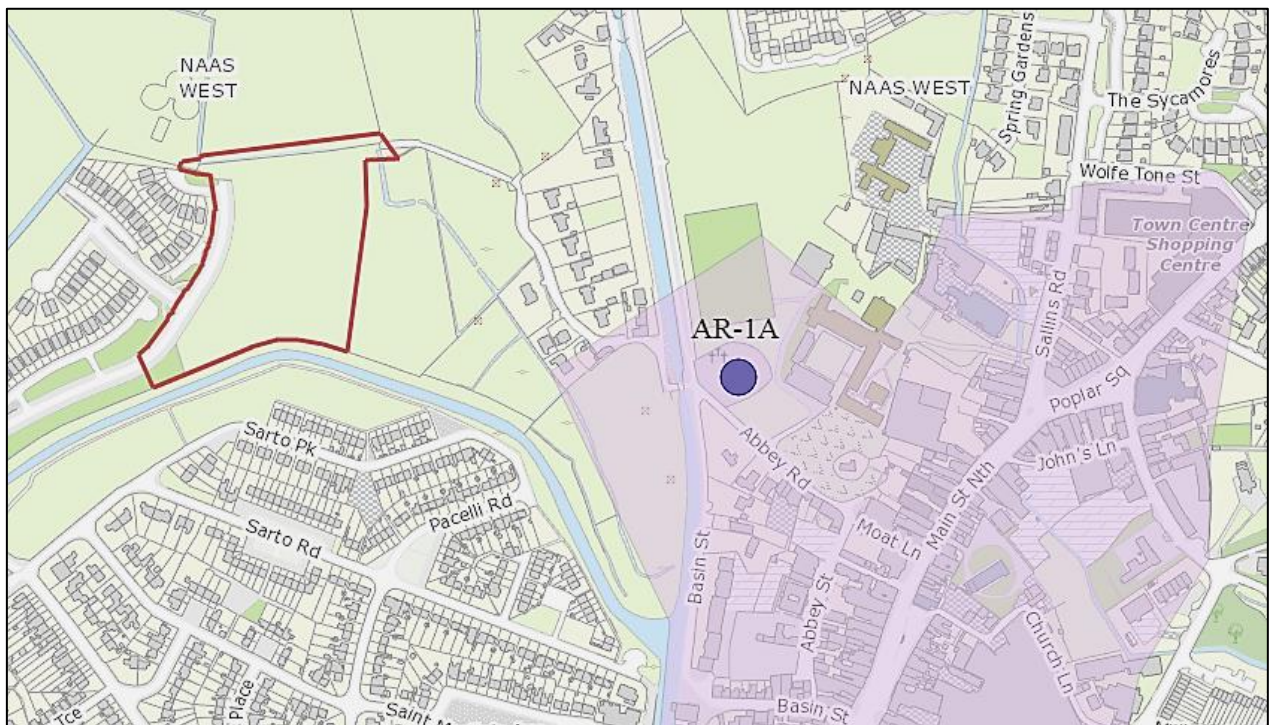 NAAS
WEST
NAAS WEST
Spring Gardens
The Sycamores
Wolfe Tone St
Town Centre
Shopping
Centre
Sallins Rd
AR-1A
Poplar Sq
Sarto Pk
Abbey Rd
John's Ln
Main St Nth
Pacelli Rd
Moat Ln
Sarto Rd
Basin St
Abbey St
Church Ln
Place
Tce
Basin St